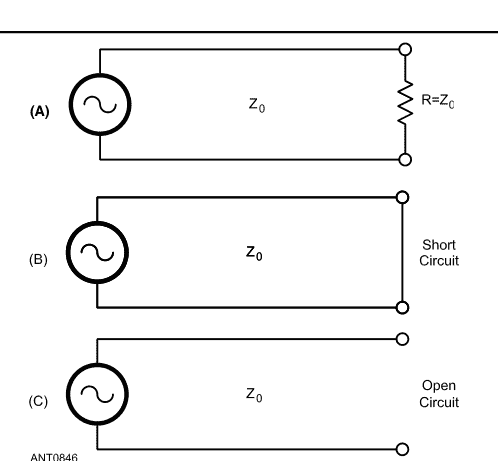 (A) Z0 R=Z0
(B) Z0 Short
Circuit
(C) Z0 Open
Circuit
ANT0846